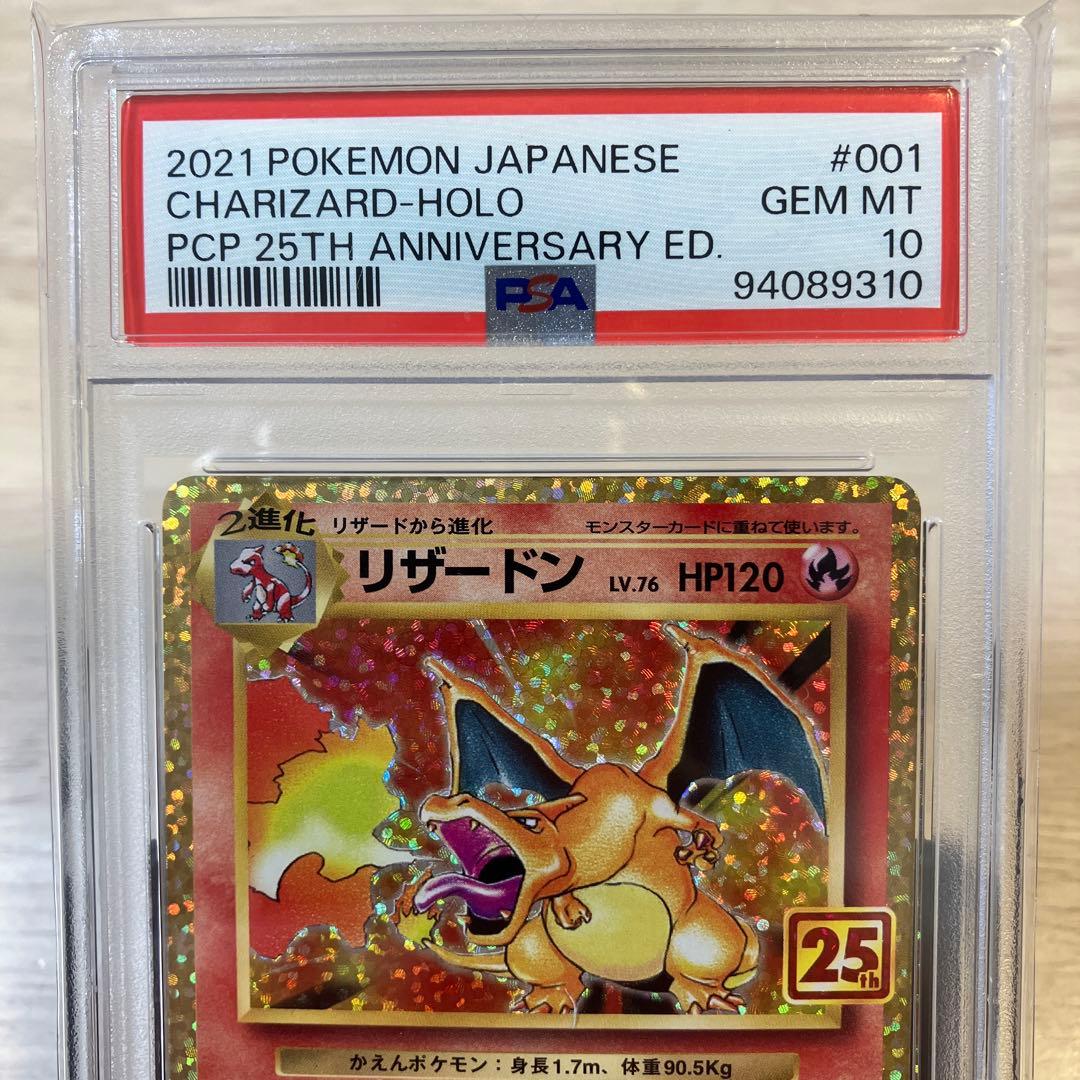 2021 POKEMON JAPANESE #001
CHARIZARD-HOLO GEM MT
PCP 25TH ANNIVERSARY ED. 10
PSA 94089310
2進化 リザードから進化 モンスターカードに重ねて使います。
リザードン LV.76 HP120
25th
かえんポケモン：身長1.7m、体重90.5Kg